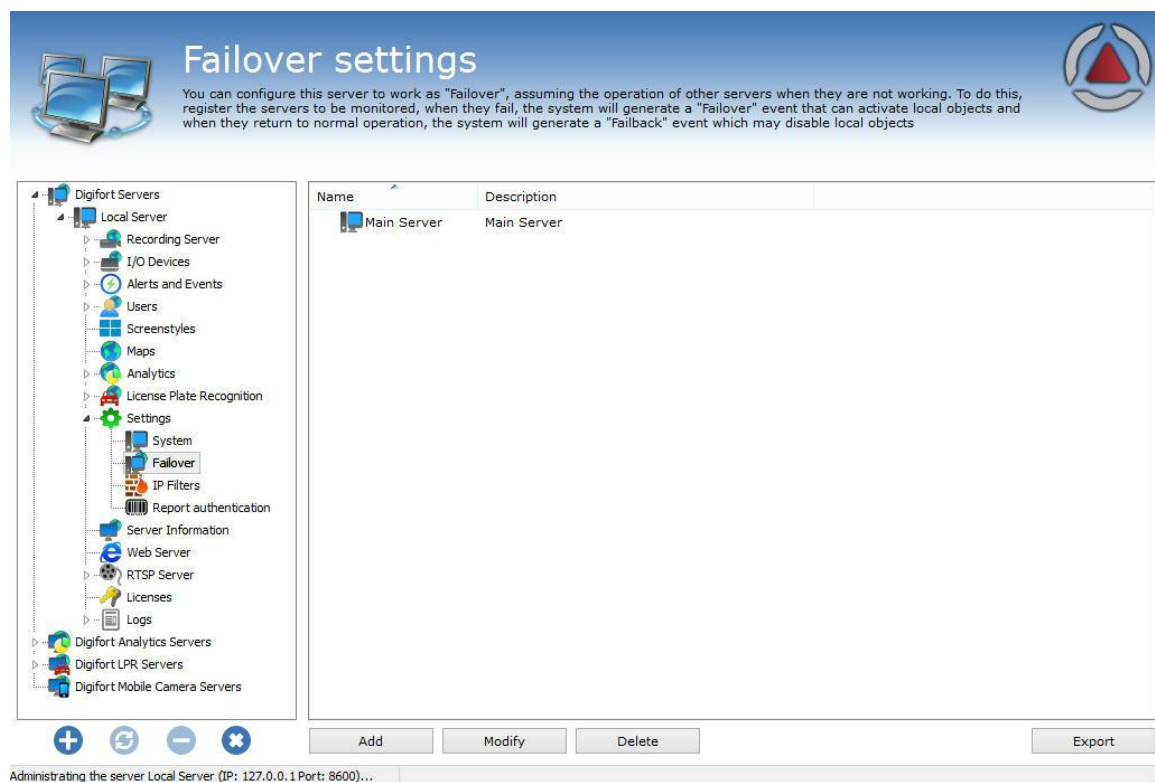 Failover settings
You can configure this server to work as "Failover", assuming the operation of other servers when they are not working. To do this,
register the servers to be monitored, when they fail, the system will generate a "Failover" event that can activate local objects and
when they return to normal operation, the system will generate a "Failback" event which may disable local objects
Digifort Servers
Local Server
Recording Server
I/O Devices
Alerts and Events
Users
Screenstyles
Maps
Analytics
License Plate Recognition
Settings
System
Failover
IP Filters
Report authentication
Server Information
Web Server
RTSP Server
Licenses
Logs
Digifort Analytics Servers
Digifort LPR Servers
Digifort Mobile Camera Servers
Name Description
Main Server Main Server
Add Modify Delete Export
Administrating the server Local Server (IP: 127.0.0.1 Port: 8600)...